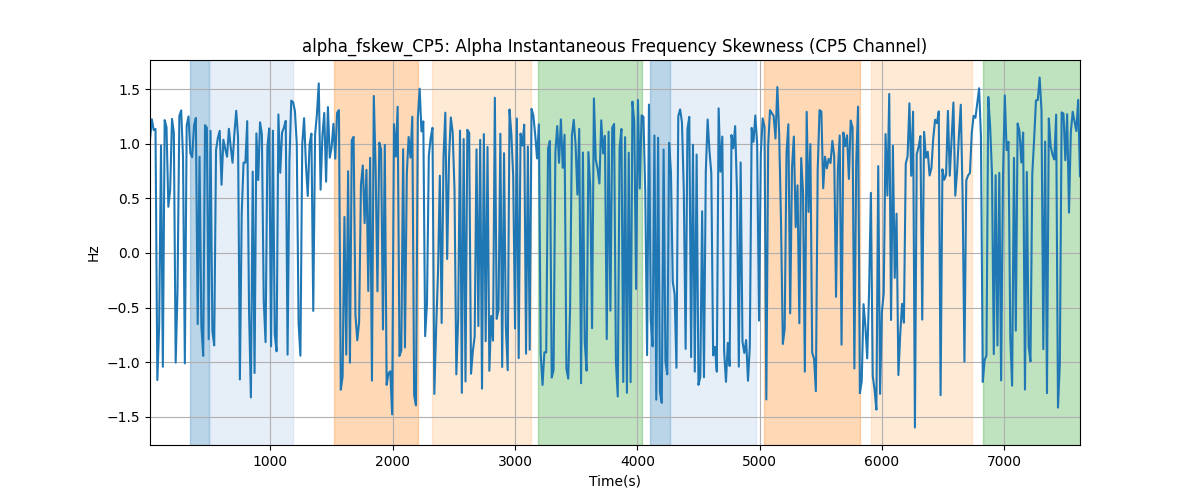 alpha_fskew_CP5: Alpha Instantaneous Frequency Skewness (CP5 Channel)
1.5
1.0
0.5
0.0
−0.5
−1.0
−1.5
Hz
1000 2000 3000 4000 5000 6000 7000
Time(s)